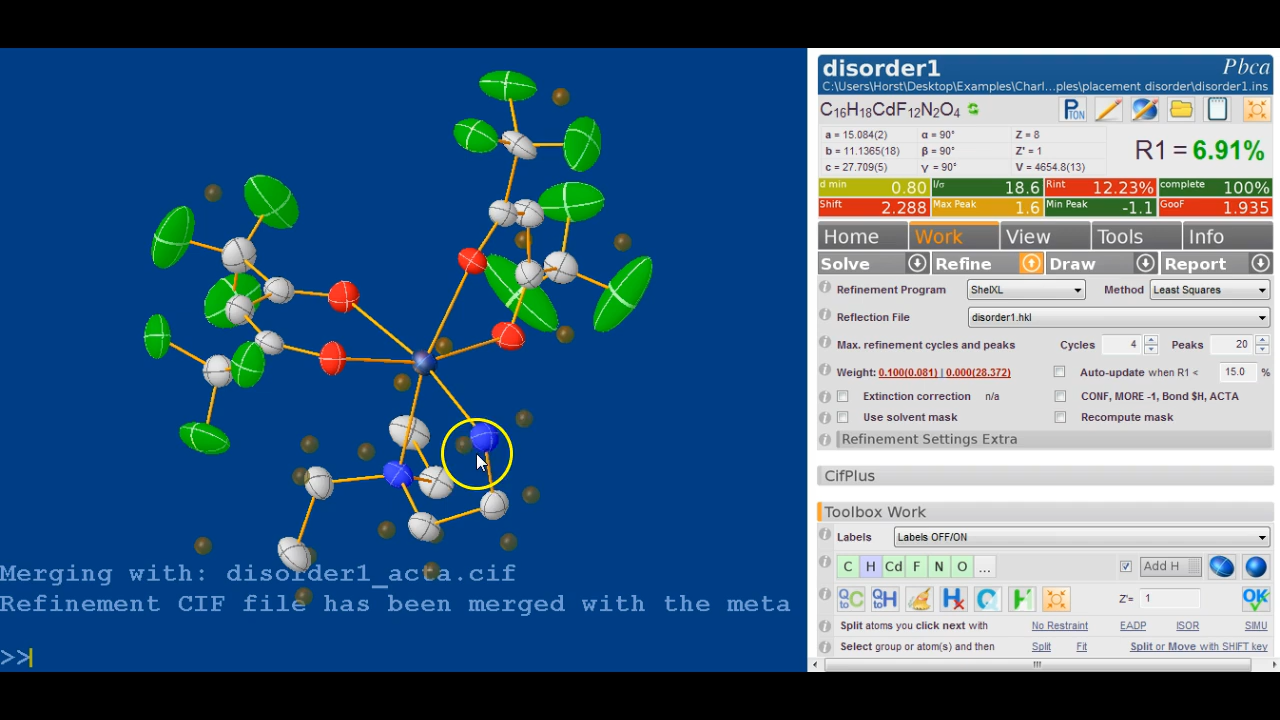 Merging with: disorder1_acta.cif
Refinement CIF file has been merged with the meta
>>
disorder1 Pbca
C:\Users\Horst\Desktop\Examples\Charl...ples\placement disorder\disorder1.ins
C16H18CdF12N2O4
a = 15.084(2) α = 90° Z = 8
b = 11.1365(18) β = 90° Z' = 1
c = 27.709(5) γ = 90° V = 4654.8(13)
R1 = 6.91%
d min 0.80 I/σ 18.6 Rint 12.23% complete 100%
Shift 2.288 Max Peak 1.6 Min Peak -1.1 GooF 1.935
Home Work View Tools Info
Solve Refine Draw Report
Refinement Program ShelXL Method Least Squares
Reflection File disorder1.hkl
Max. refinement cycles and peaks Cycles 4 Peaks 20
Weight: 0.100(0.081) | 0.000(28.372) Auto-update when R1 < 15.0 %
Extinction correction n/a CONF, MORE -1, Bond $H, ACTA
Use solvent mask Recompute mask
Refinement Settings Extra
CifPlus
Toolbox Work
Labels Labels OFF/ON
C H Cd F N O ... Add H
Q to C Q to H Z'= 1 OK
Split atoms you click next with No Restraint EADP ISOR SIMU
Select group or atom(s) and then Split Fit Split or Move with SHIFT key